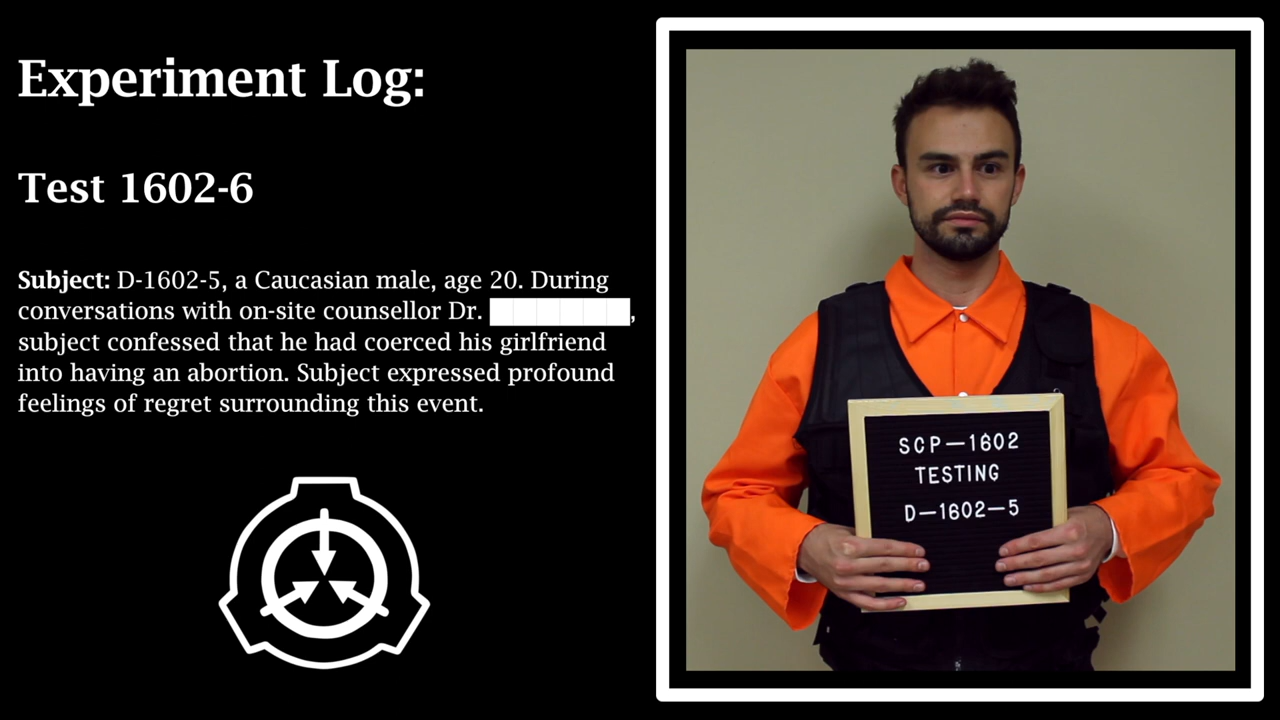 Experiment Log:
Test 1602-6
Subject: D-1602-5, a Caucasian male, age 20. During
conversations with on-site counsellor Dr. ,
subject confessed that he had coerced his girlfriend
into having an abortion. Subject expressed profound
feelings of regret surrounding this event.
SCP—1602
TESTING
D—1602—5